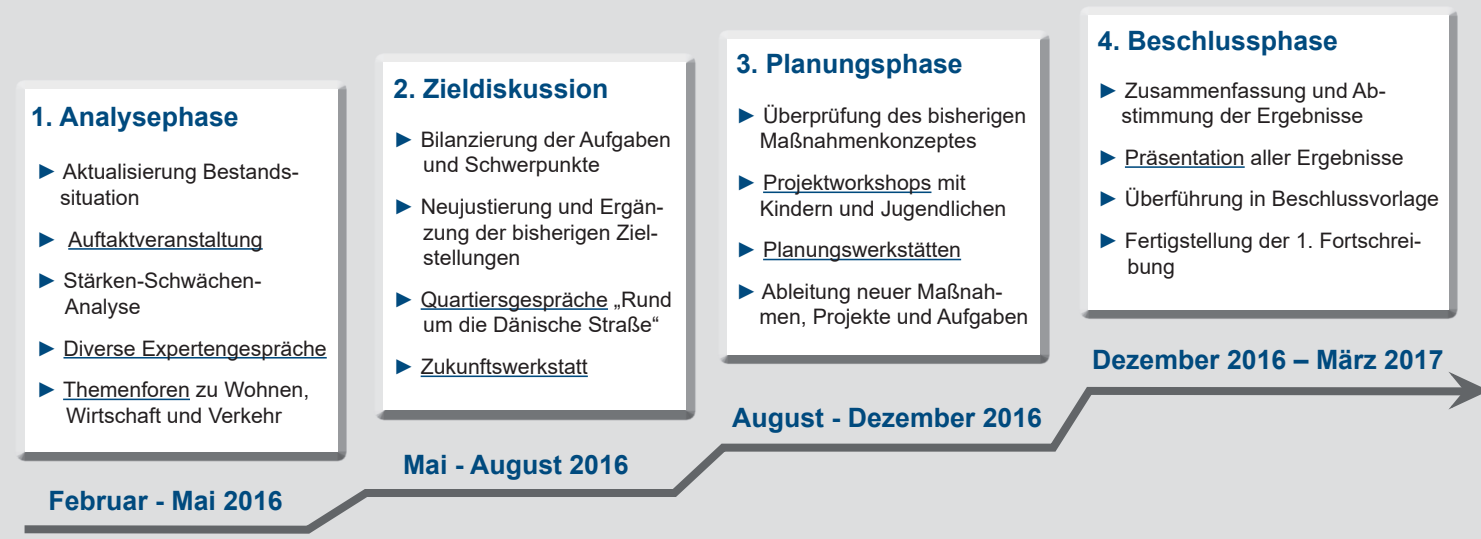 1. Analysephase
► Aktualisierung Bestands-
situation
► Auftaktveranstaltung
► Stärken-Schwächen-
Analyse
► Diverse Expertengespräche
► Themenforen zu Wohnen,
Wirtschaft und Verkehr
Februar - Mai 2016
2. Zieldiskussion
► Bilanzierung der Aufgaben
und Schwerpunkte
► Neujustierung und Ergän-
zung der bisherigen Ziel-
stellungen
► Quartiersgespräche „Rund
um die Dänische Straße“
► Zukunftswerkstatt
Mai - August 2016
3. Planungsphase
► Überprüfung des bisherigen
Maßnahmenkonzeptes
► Projektworkshops mit
Kindern und Jugendlichen
► Planungswerkstätten
► Ableitung neuer Maßnah-
men, Projekte und Aufgaben
August - Dezember 2016
4. Beschlussphase
► Zusammenfassung und Ab-
stimmung der Ergebnisse
► Präsentation aller Ergebnisse
► Überführung in Beschlussvorlage
► Fertigstellung der 1. Fortschrei-
bung
Dezember 2016 – März 2017